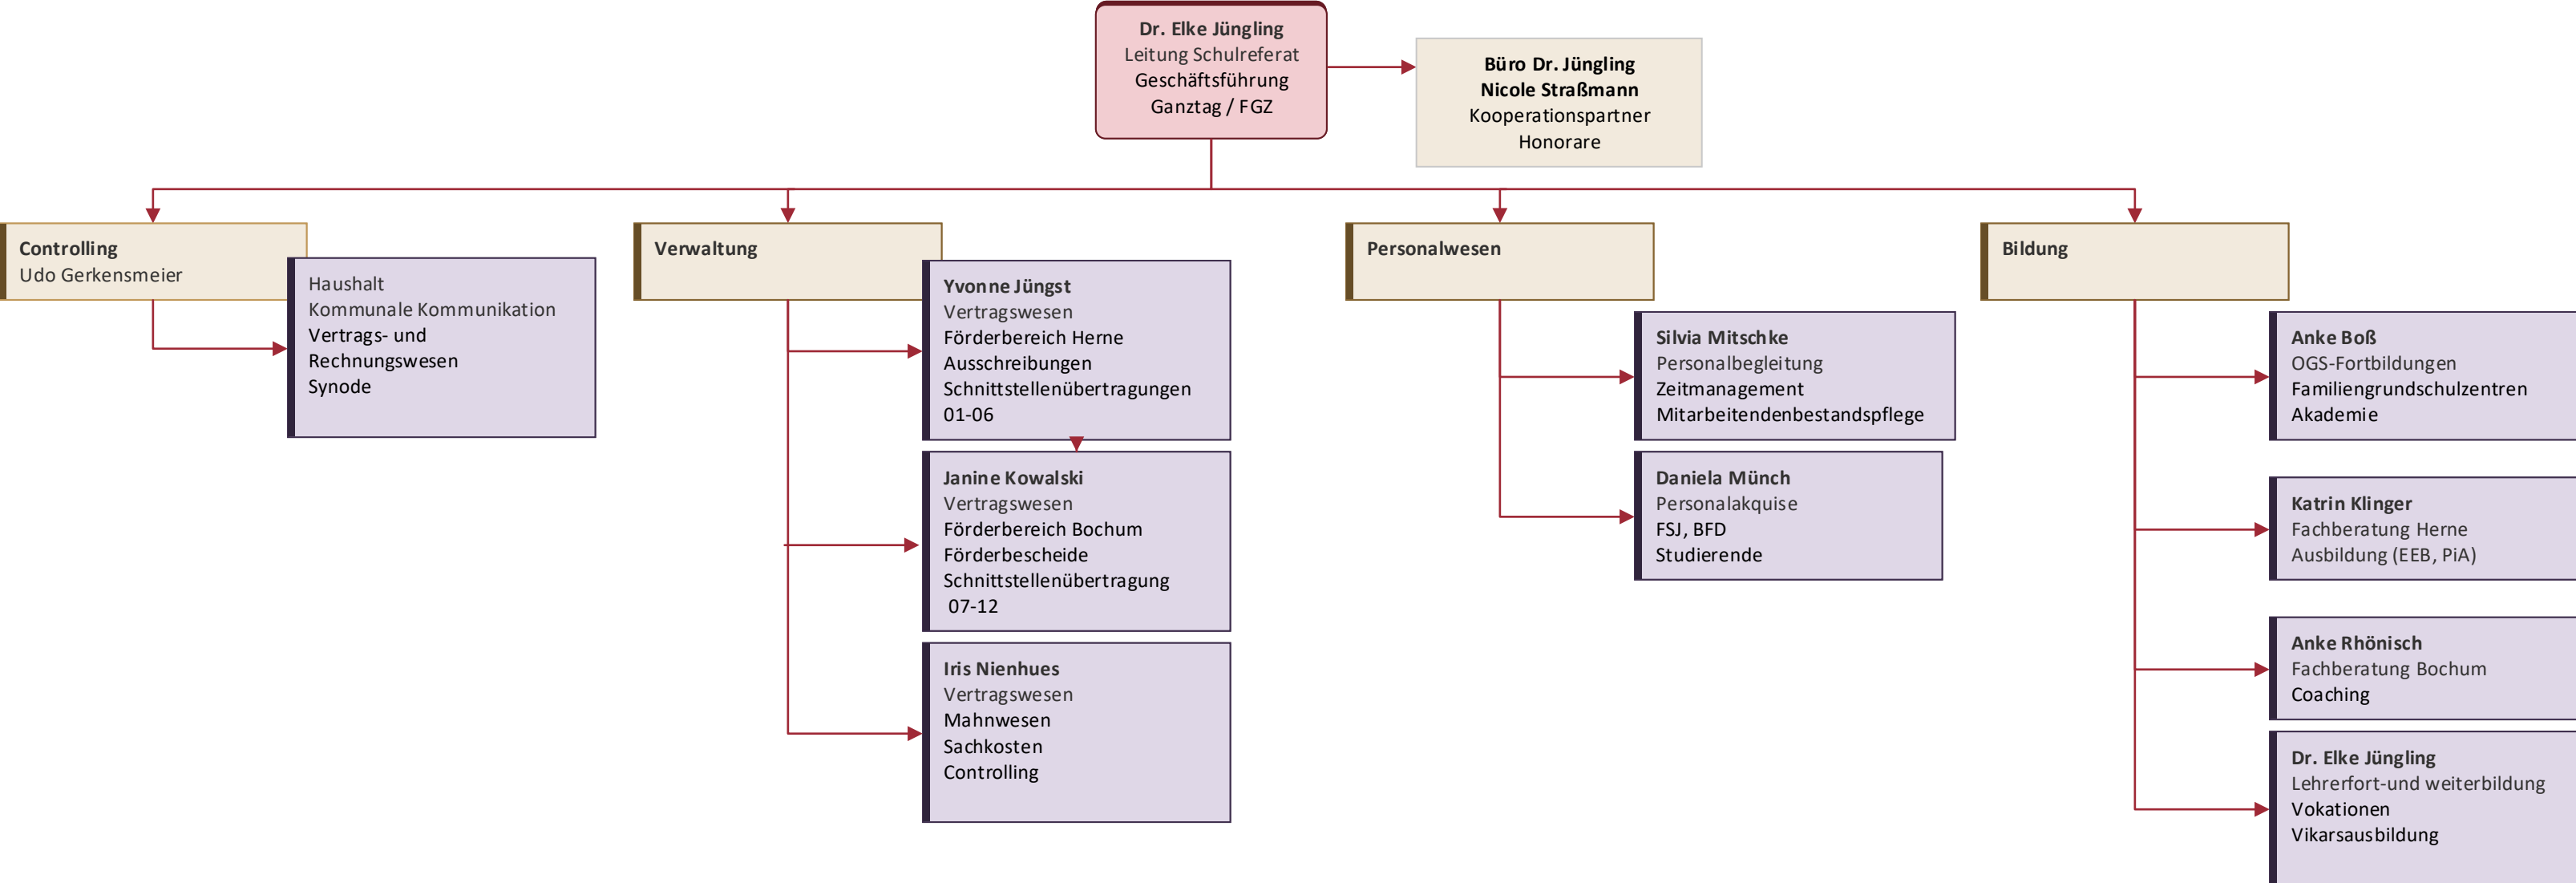 Dr. Elke Jüngling
Leitung Schulreferat
Geschäftsführung
Ganztag / FGZ
Büro Dr. Jüngling
Nicole Straßmann
Kooperationspartner
Honorare
Controlling
Udo Gerkensmeier
Haushalt
Kommunale Kommunikation
Vertrags- und
Rechnungswesen
Synode
Verwaltung
Yvonne Jüngst
Vertragswesen
Förderbereich Herne
Ausschreibungen
Schnittstellenübertragungen
01-06
Janine Kowalski
Vertragswesen
Förderbereich Bochum
Förderbescheide
Schnittstellenübertragung
07-12
Iris Nienhues
Vertragswesen
Mahnwesen
Sachkosten
Controlling
Personalwesen
Silvia Mitschke
Personalbegleitung
Zeitmanagement
Mitarbeitendenbestandspflege
Daniela Münch
Personalakquise
FSJ, BFD
Studierende
Bildung
Anke Boß
OGS-Fortbildungen
Familiengrundschulzentren
Akademie
Katrin Klinger
Fachberatung Herne
Ausbildung (EEB, PiA)
Anke Rhönisch
Fachberatung Bochum
Coaching
Dr. Elke Jüngling
Lehrerfort-und weiterbildung
Vokationen
Vikarsausbildung